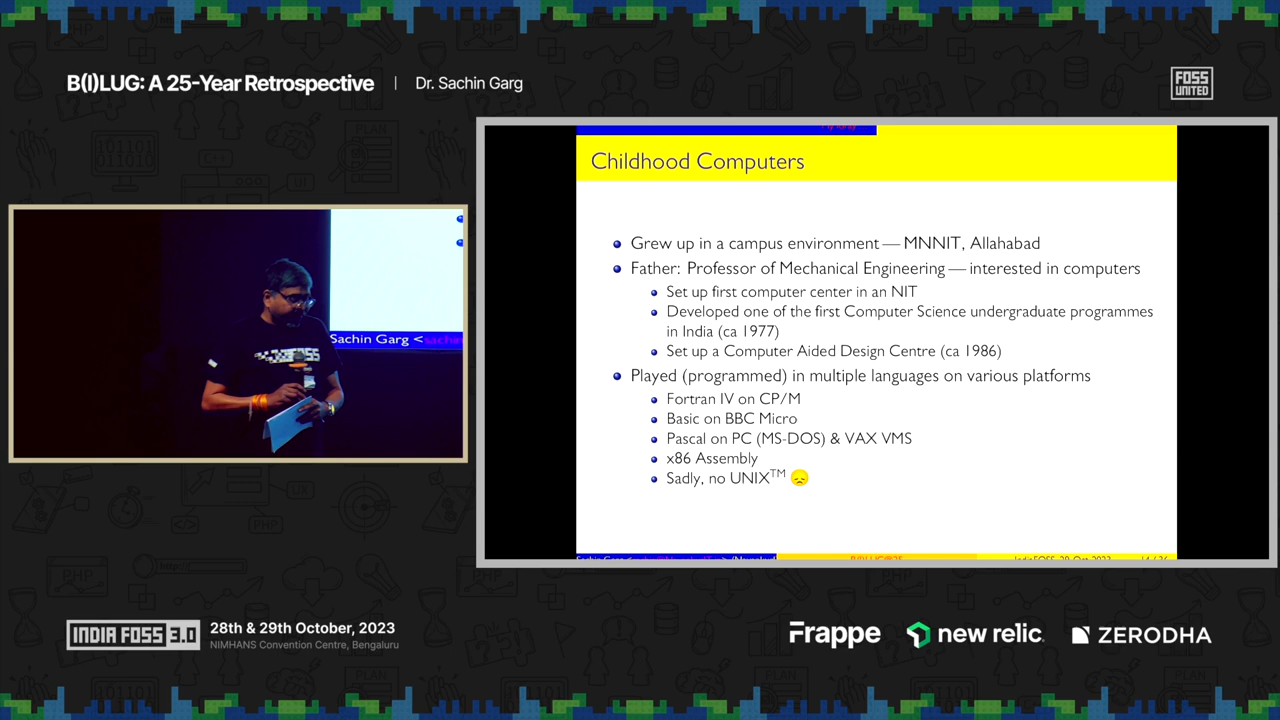 B(I)LUG: A 25-Year Retrospective | Dr. Sachin Garg
FOSS
UNITED
Childhood Computers
Grew up in a campus environment — MNNIT, Allahabad
Father: Professor of Mechanical Engineering — interested in computers
Set up first computer center in an NIT
Developed one of the first Computer Science undergraduate programmes
in India (ca 1977)
Set up a Computer Aided Design Centre (ca 1986)
Played (programmed) in multiple languages on various platforms
Fortran IV on CP/M
Basic on BBC Micro
Pascal on PC (MS-DOS) & VAX VMS
x86 Assembly
Sadly, no UNIX™ 😞
Sachin Garg <sachin
FOSS
INDIA FOSS 3.0
28th & 29th October, 2023
NIMHANS Convention Centre, Bengaluru
Frappe
new relic
ZERODHA